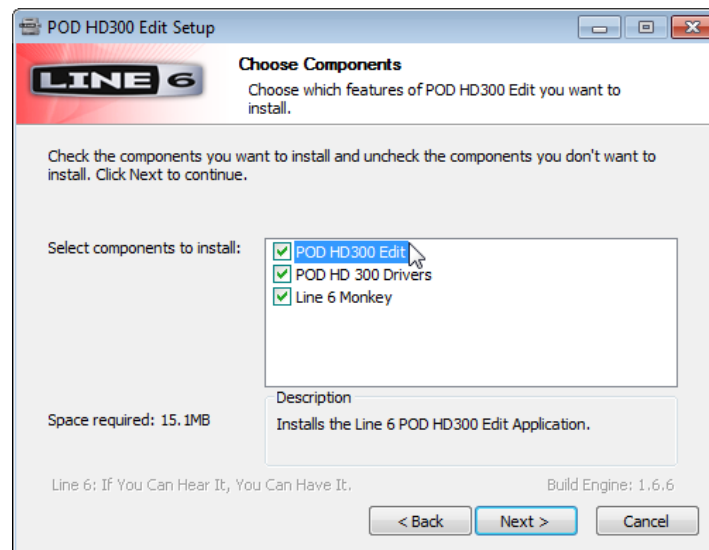 POD HD300 Edit Setup
LINE 6
Choose Components
Choose which features of POD HD300 Edit you want to
install.
Check the components you want to install and uncheck the components you don't want to
install. Click Next to continue.
Select components to install:
POD HD300 Edit
POD HD 300 Drivers
Line 6 Monkey
Description
Space required: 15.1MB
Installs the Line 6 POD HD300 Edit Application.
Line 6: If You Can Hear It, You Can Have It.
Build Engine: 1.6.6
< Back
Next >
Cancel